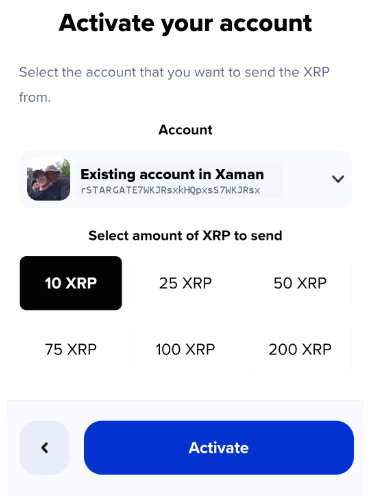 Activate your account
Select the account that you want to send the XRP
from.
Account
Existing account in Xaman
rSTARGATE7WKJRsxkHQpxsS7WKJRsx
Select amount of XRP to send
10 XRP
25 XRP
50 XRP
75 XRP
100 XRP
200 XRP
Activate